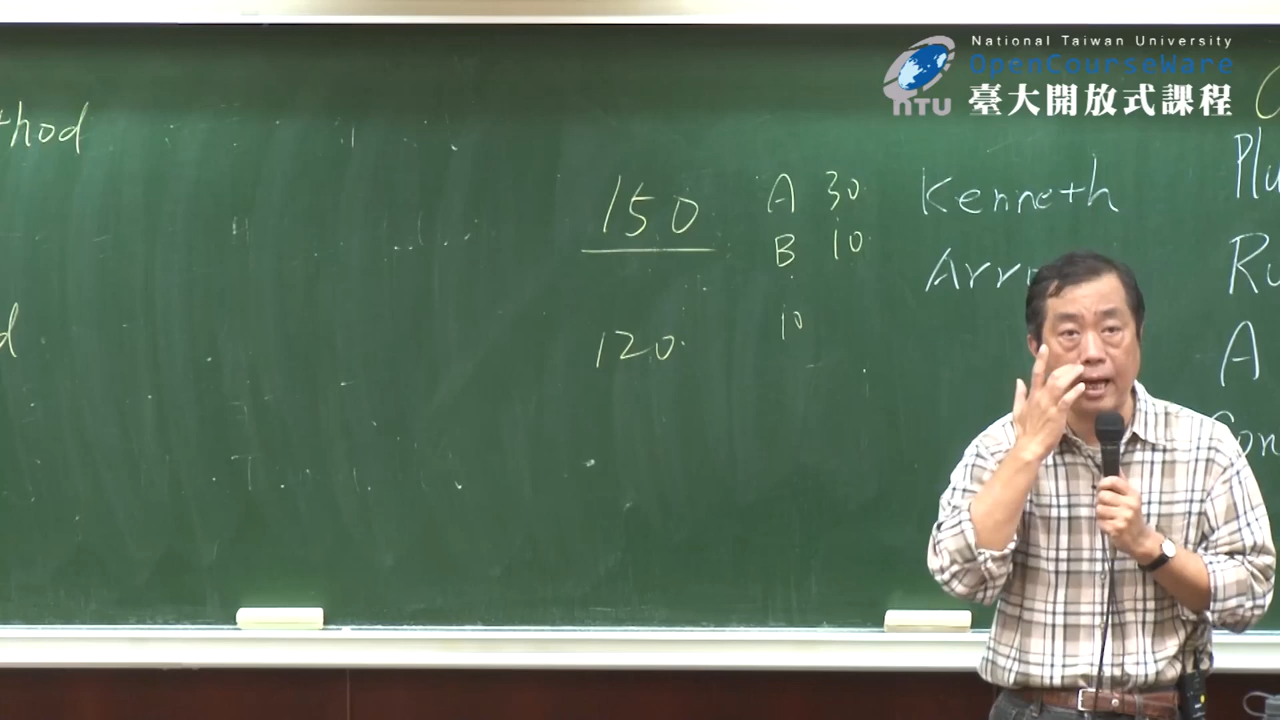 National Taiwan University
OpenCourseWare
臺大開放式課程
NTU
thod
150
120
A 30
B 10
10
Kenneth
Arr
Plu
Ru
A
Con